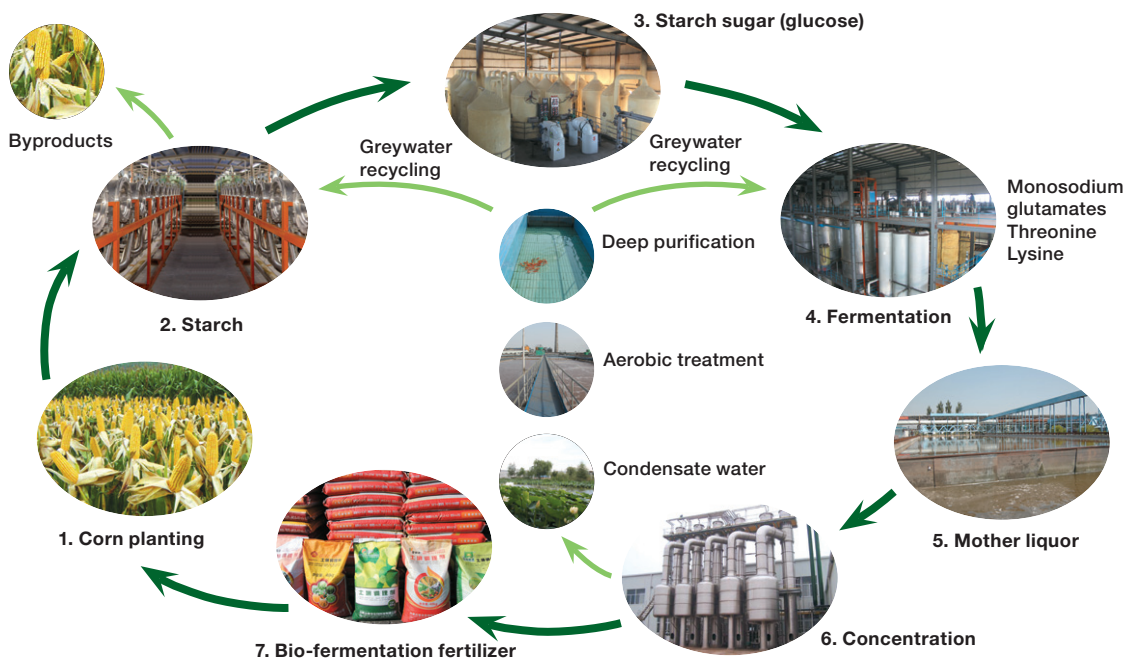 3. Starch sugar (glucose)
Byproducts
Greywater
recycling
Greywater
recycling
Monosodium
glutamates
Threonine
Lysine
Deep purification
2. Starch
4. Fermentation
Aerobic treatment
Condensate water
1. Corn planting
5. Mother liquor
6. Concentration
7. Bio-fermentation fertilizer